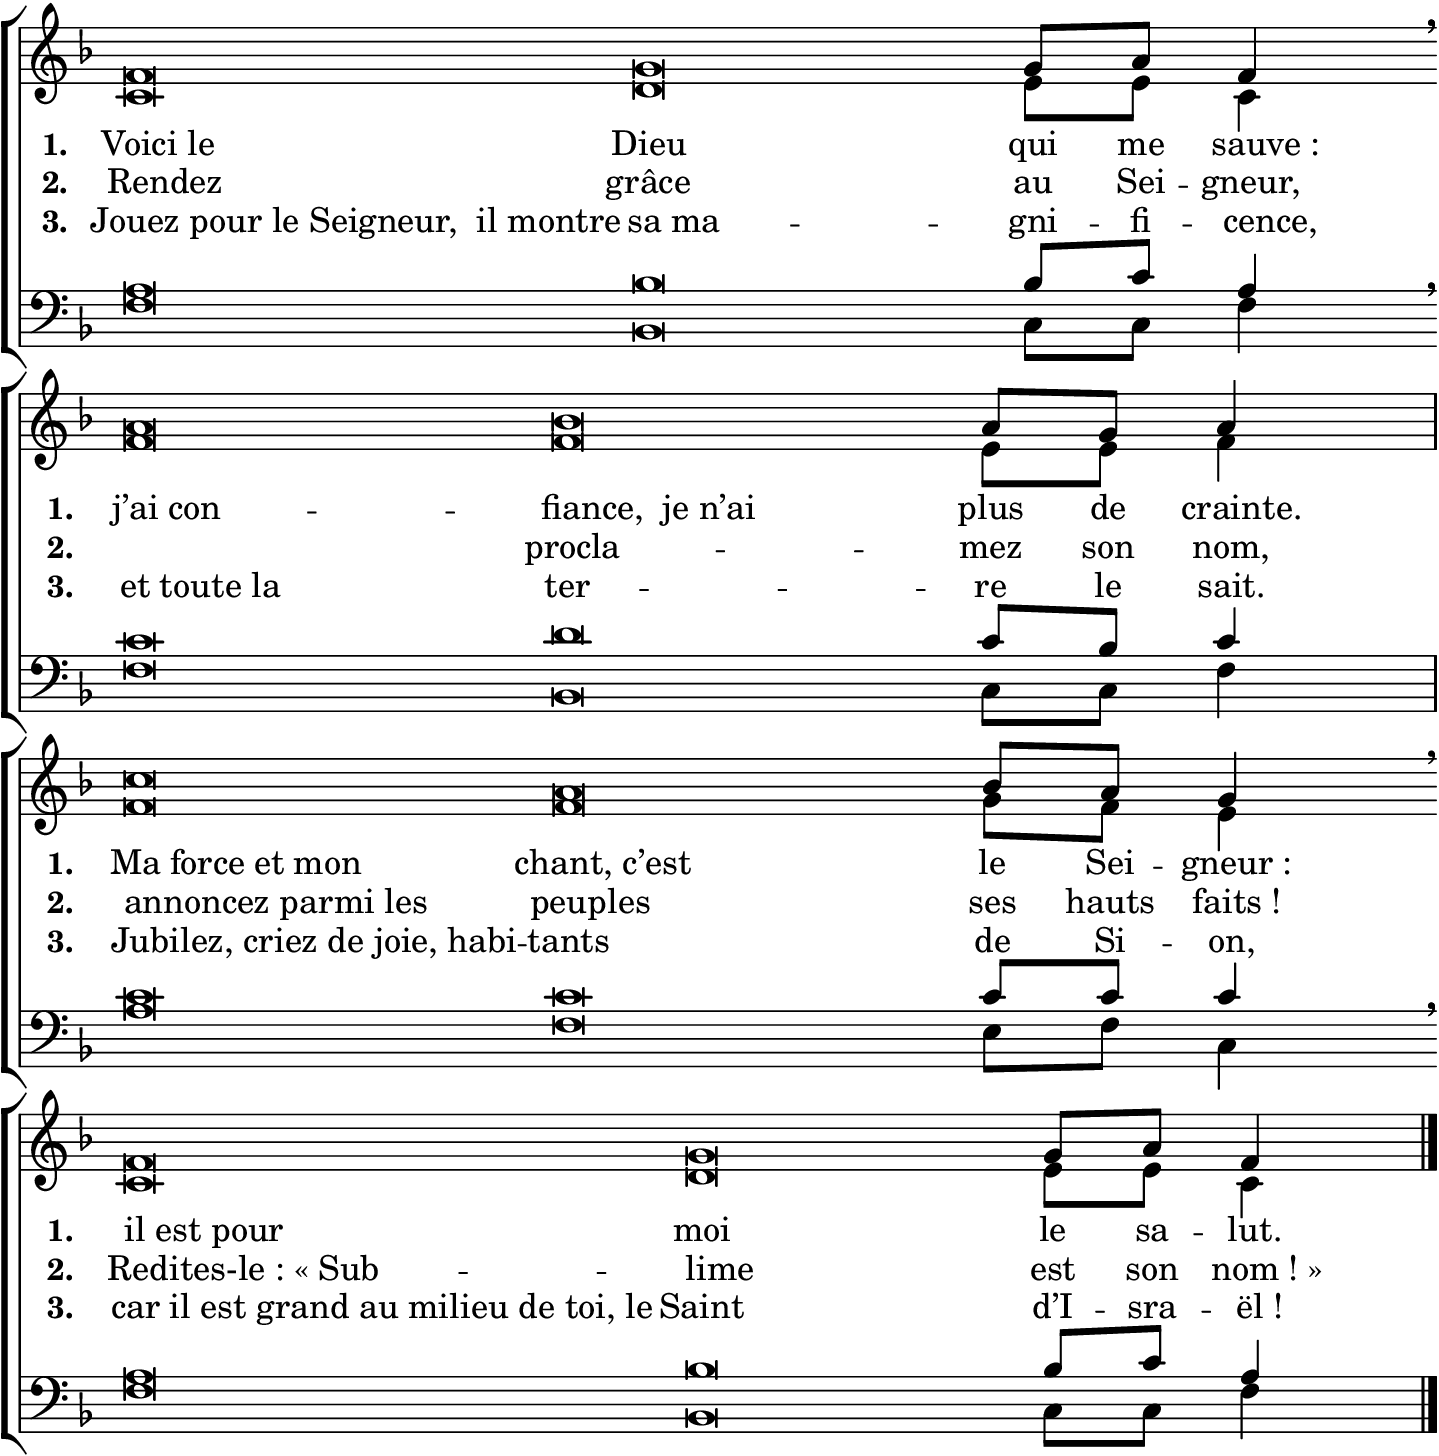 1. Voici le Dieu qui me sauve :
2. Rendez grâce au Sei - gneur,
3. Jouez pour le Seigneur, il montre sa ma - - gni - fi - cence,
1. j’ai con - - fiance, je n’ai plus de crainte.
2. procla - - mez son nom,
3. et toute la ter - - - re le sait.
1. Ma force et mon chant, c’est le Sei - gneur :
2. annoncez parmi les peuples ses hauts faits !
3. Jubilez, criez de joie, habi - tants de Si - on,
1. il est pour moi le sa - lut.
2. Redites-le : « Sub - - lime est son nom ! »
3. car il est grand au milieu de toi, le Saint d’I - sra - ël !